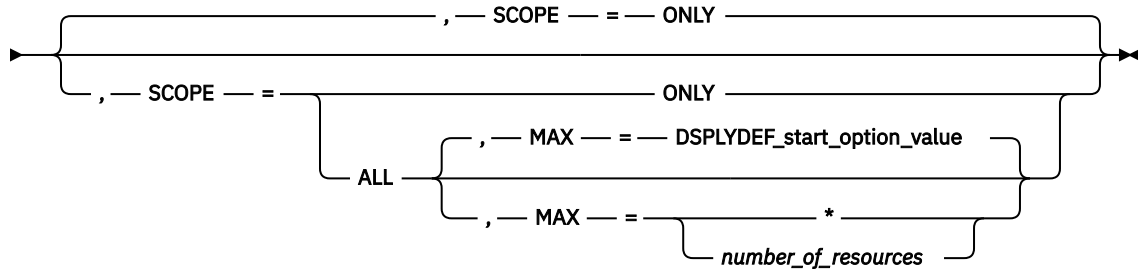 , SCOPE = ONLY
, SCOPE = ONLY
, MAX = DSPLYDEF_start_option_value
ALL
, MAX = *
number_of_resources